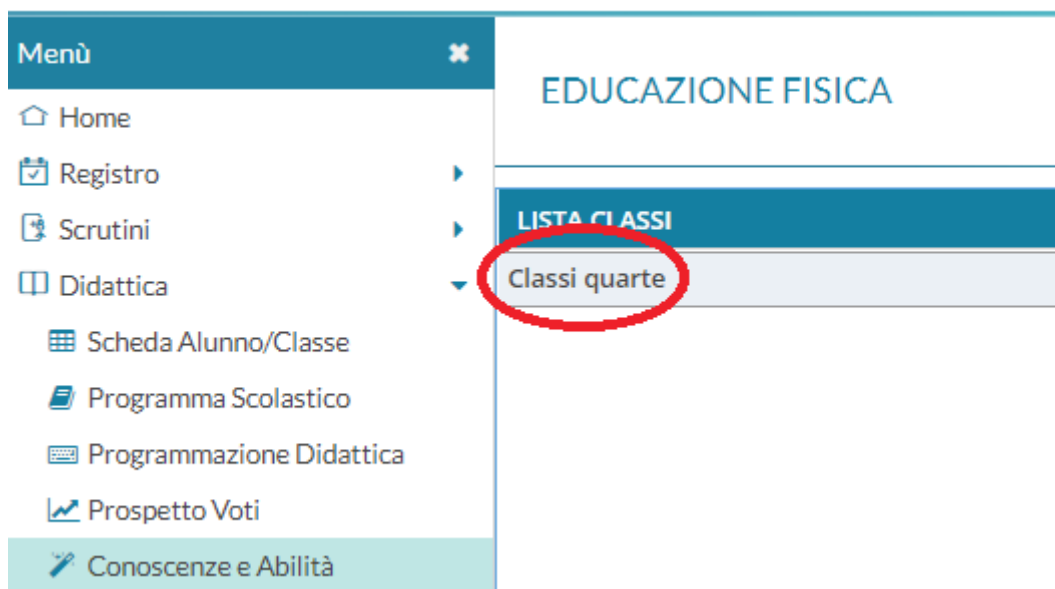 Menù
Home
Registro
Scrutini
Didattica
Scheda Alunno/Classe
Programma Scolastico
Programmazione Didattica
Prospetto Voti
Conoscenze e Abilità
EDUCAZIONE FISICA
LISTA CLASSI
Classi quarte